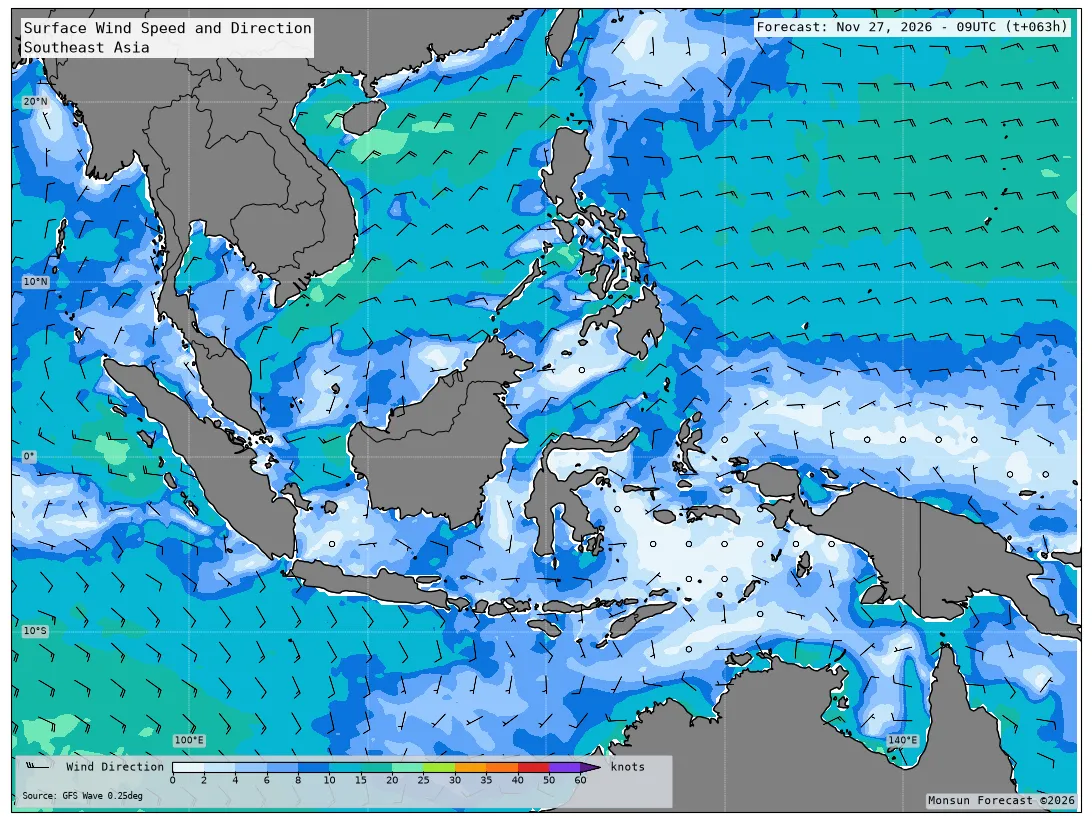 Surface Wind Speed and Direction
Southeast Asia
Forecast: Nov 27, 2026 - 09UTC (t+063h)
20°N
10°N
0°
10°S
100°E
140°E
Wind Direction
0 2 4 6 8 10 15 20 25 30 35 40 50 60
knots
Source: GFS Wave 0.25deg
Monsun Forecast ©2026